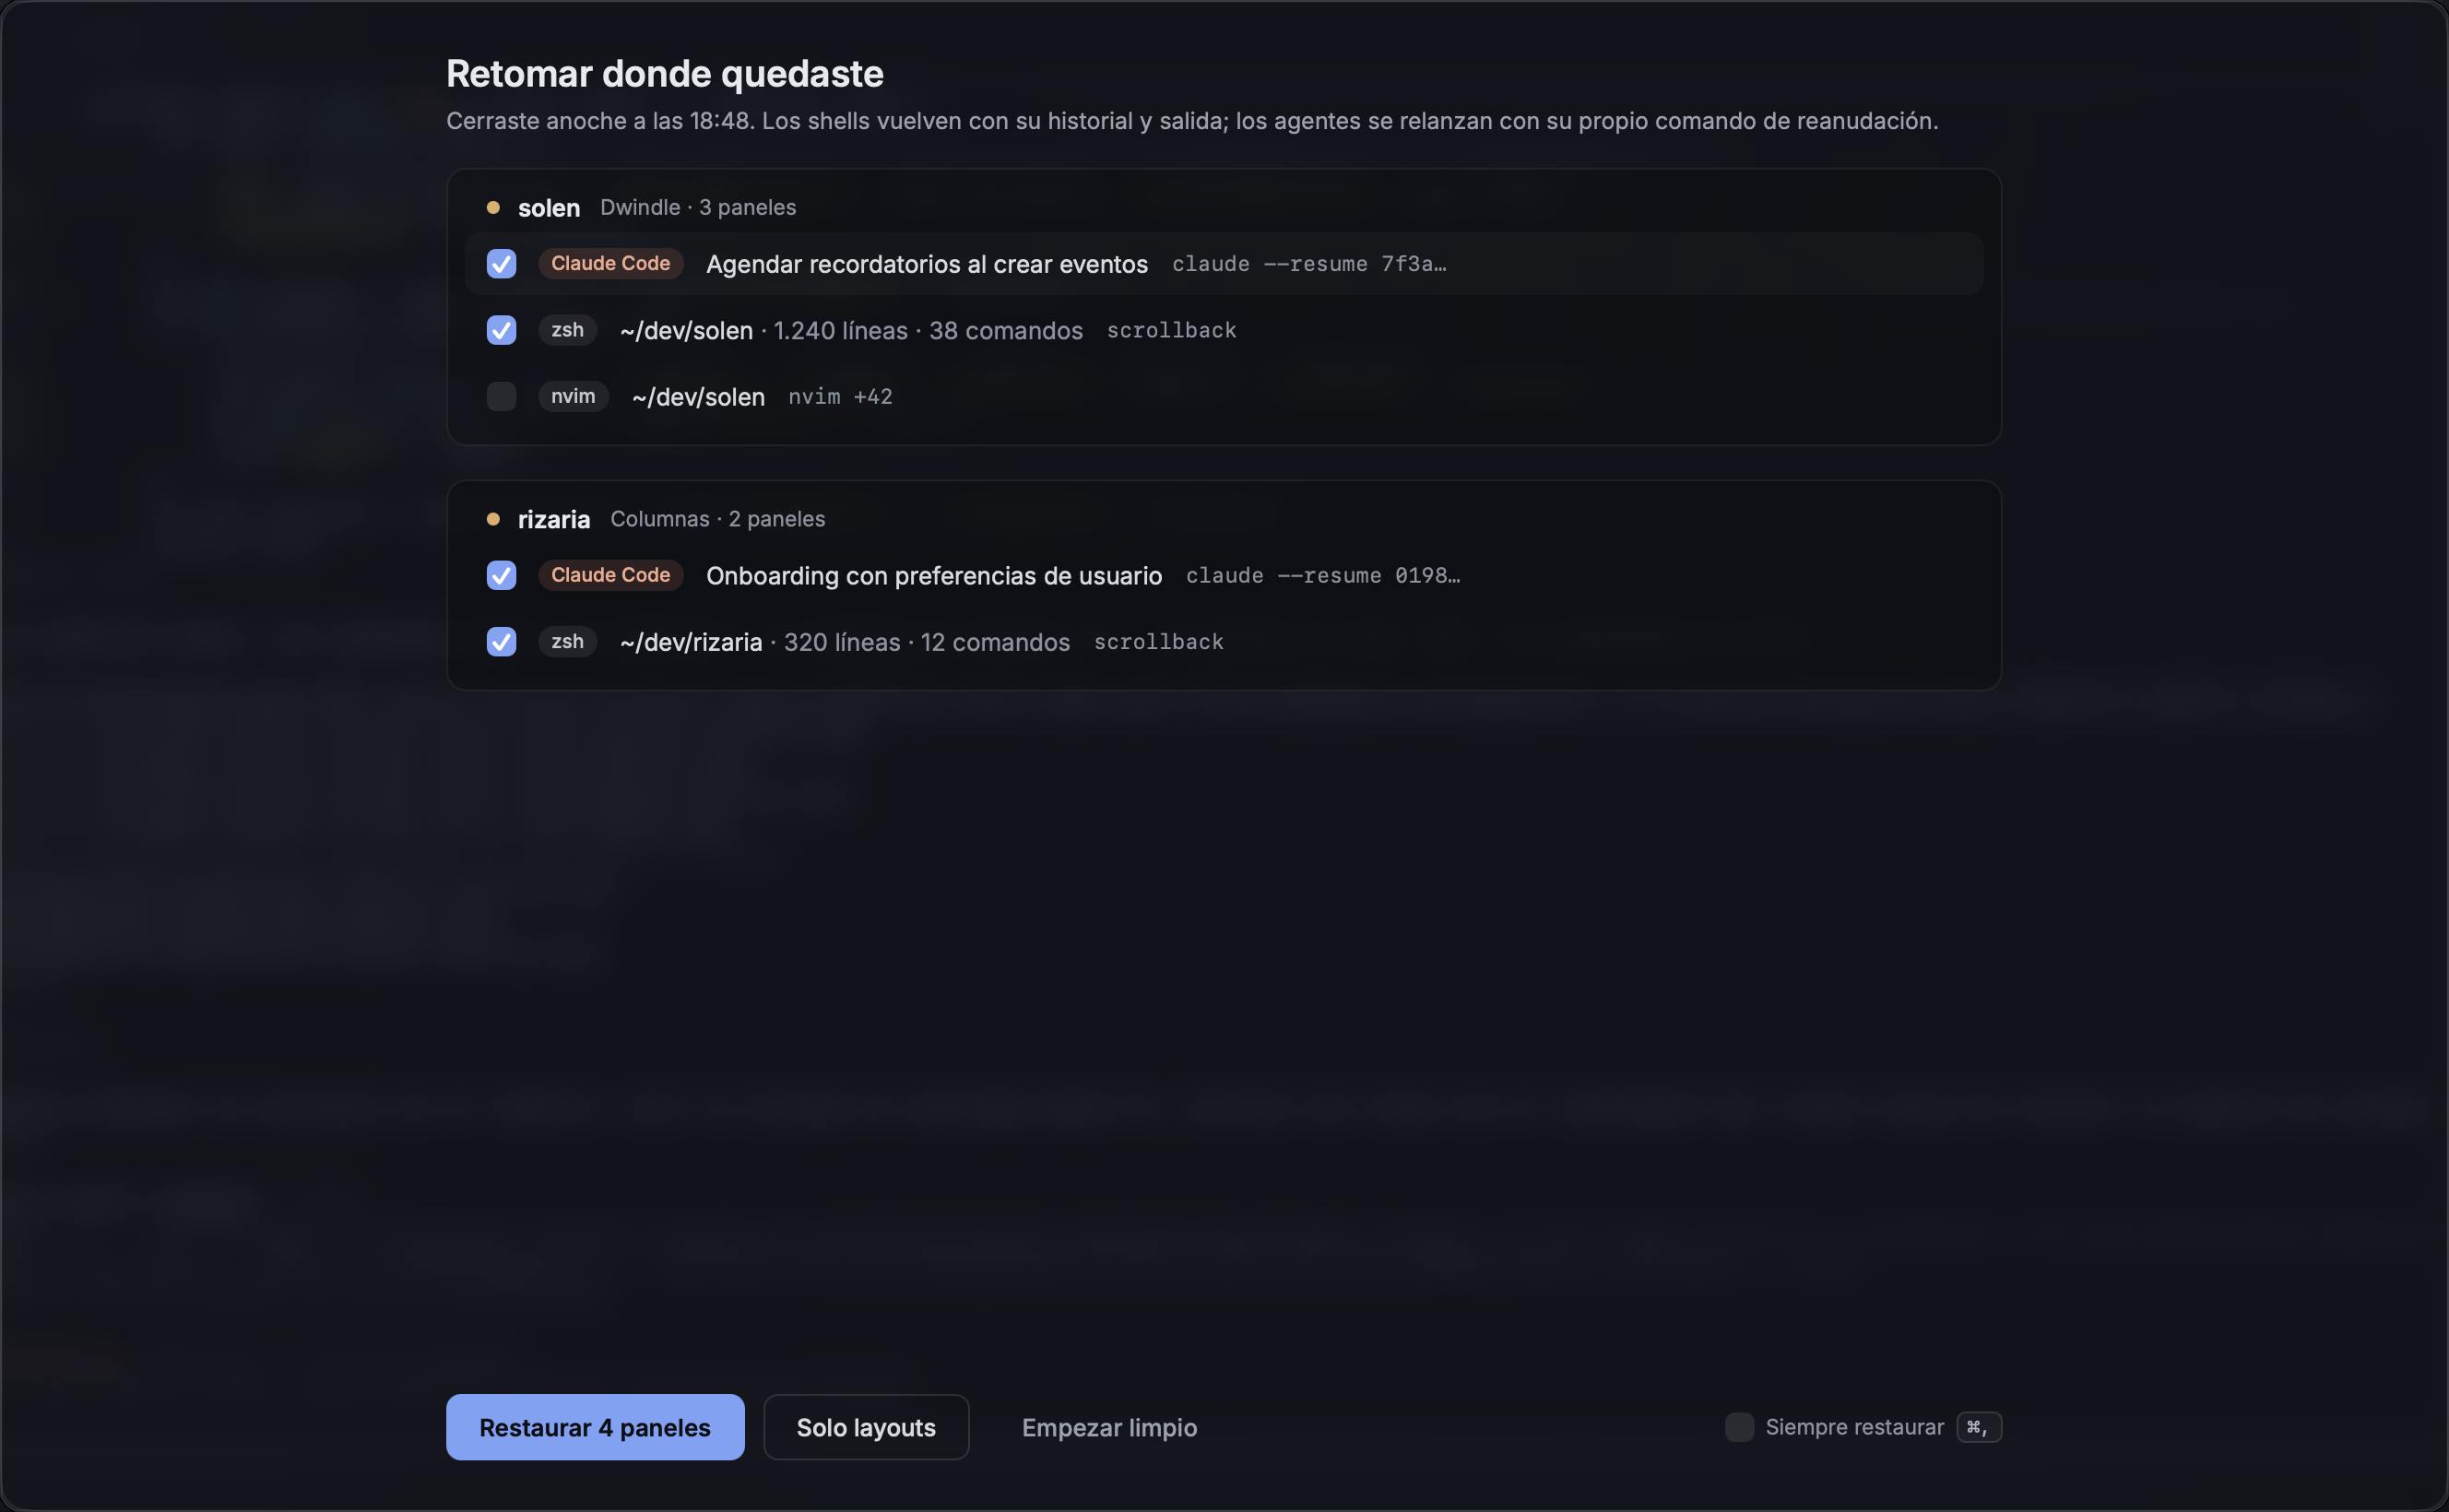 Retomar donde quedaste
Cerraste anoche a las 18:48. Los shells vuelven con su historial y salida; los agentes se relanzan con su propio comando de reanudación.
solen Dwindle · 3 paneles
Claude Code Agendar recordatorios al crear eventos claude --resume 7f3a…
zsh ~/dev/solen · 1.240 líneas · 38 comandos scrollback
nvim ~/dev/solen nvim +42
rizaria Columnas · 2 paneles
Claude Code Onboarding con preferencias de usuario claude --resume 0198…
zsh ~/dev/rizaria · 320 líneas · 12 comandos scrollback
Restaurar 4 paneles Solo layouts Empezar limpio Siempre restaurar ⌘,